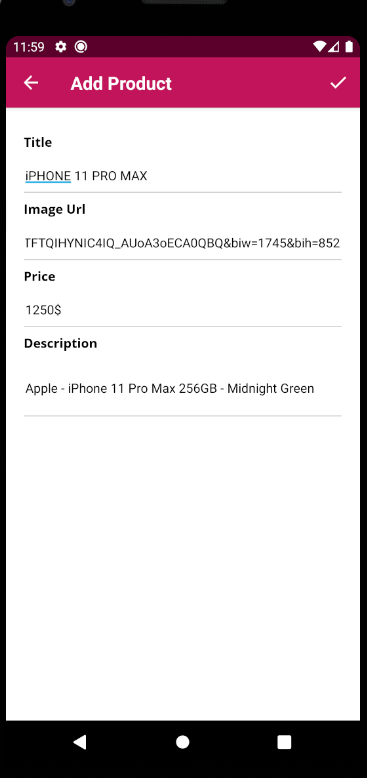 11:59
Add Product
Title
iPHONE 11 PRO MAX
Image Url
TFTQIHYNIC4IQ_AUoA3oECA0QBQ&biw=1745&bih=852
Price
1250$
Description
Apple - iPhone 11 Pro Max 256GB - Midnight Green